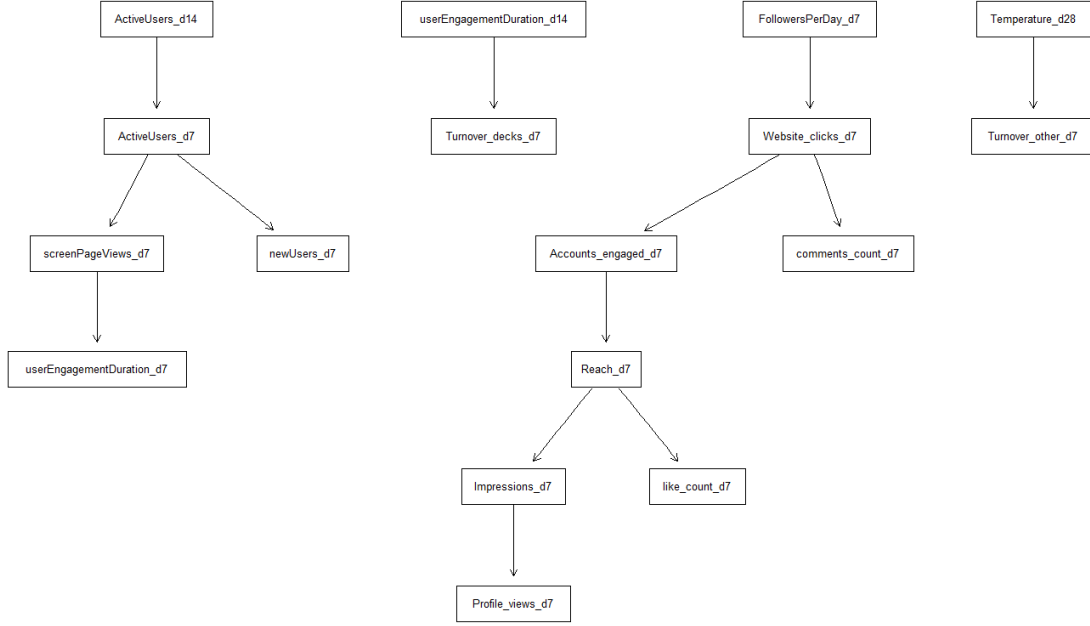 ActiveUsers_d14
userEngagementDuration_d14
FollowersPerDay_d7
Temperature_d28
ActiveUsers_d7
Turnover_decks_d7
Website_clicks_d7
Turnover_other_d7
screenPageViews_d7
newUsers_d7
Accounts_engaged_d7
comments_count_d7
userEngagementDuration_d7
Reach_d7
Impressions_d7
like_count_d7
Profile_views_d7